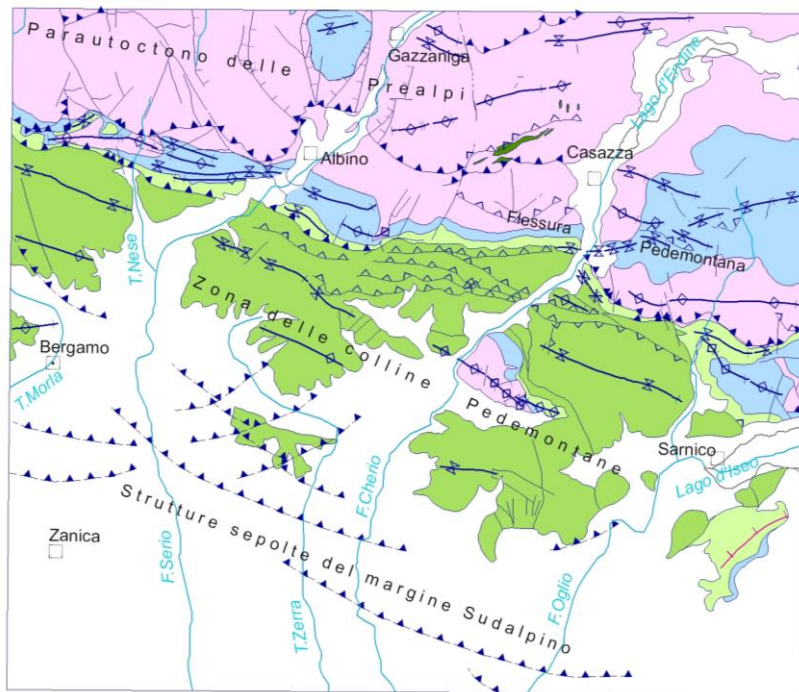 Parautoctono delle Prealpi
Gazzaniga
Lago d'Endine
Albino
Casazza
Flessura Pedemontana
T.Nese
Zona delle colline Pedemontane
Bergamo
T.Morla
Sarnico
Lago d'Iseo
F.Cherio
Strutture sepolte del margine Sudalpino
Zanica
F.Serio
T.Zerra
F.Oglio